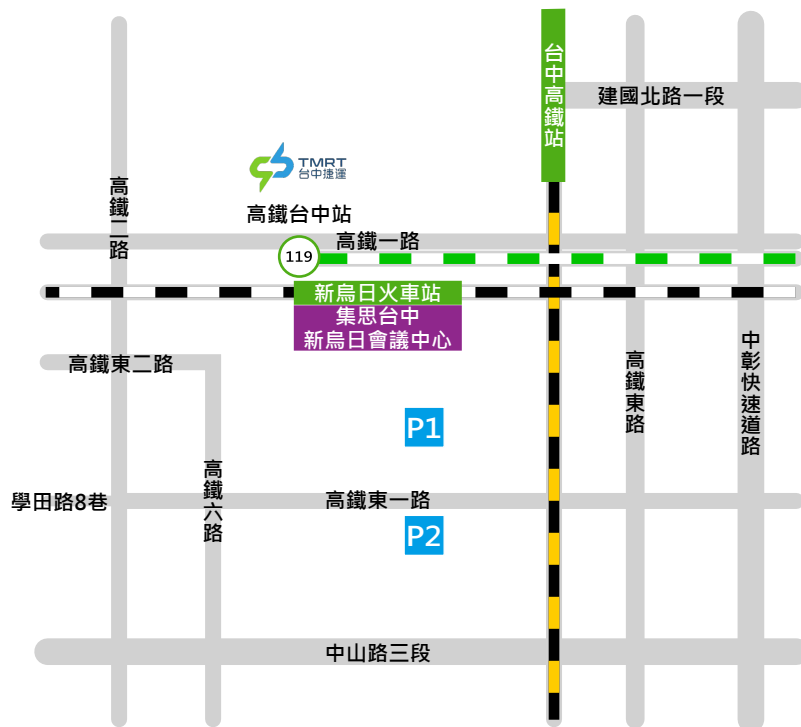 台中高鐵站
建國北路一段
TMRT
台中捷運
高鐵二路
高鐵台中站
高鐵一路
119
新烏日火車站
集思台中
新烏日會議中心
高鐵東二路
高鐵東路
中彰快速道路
P1
高鐵六路
學田路8巷
高鐵東一路
P2
中山路三段